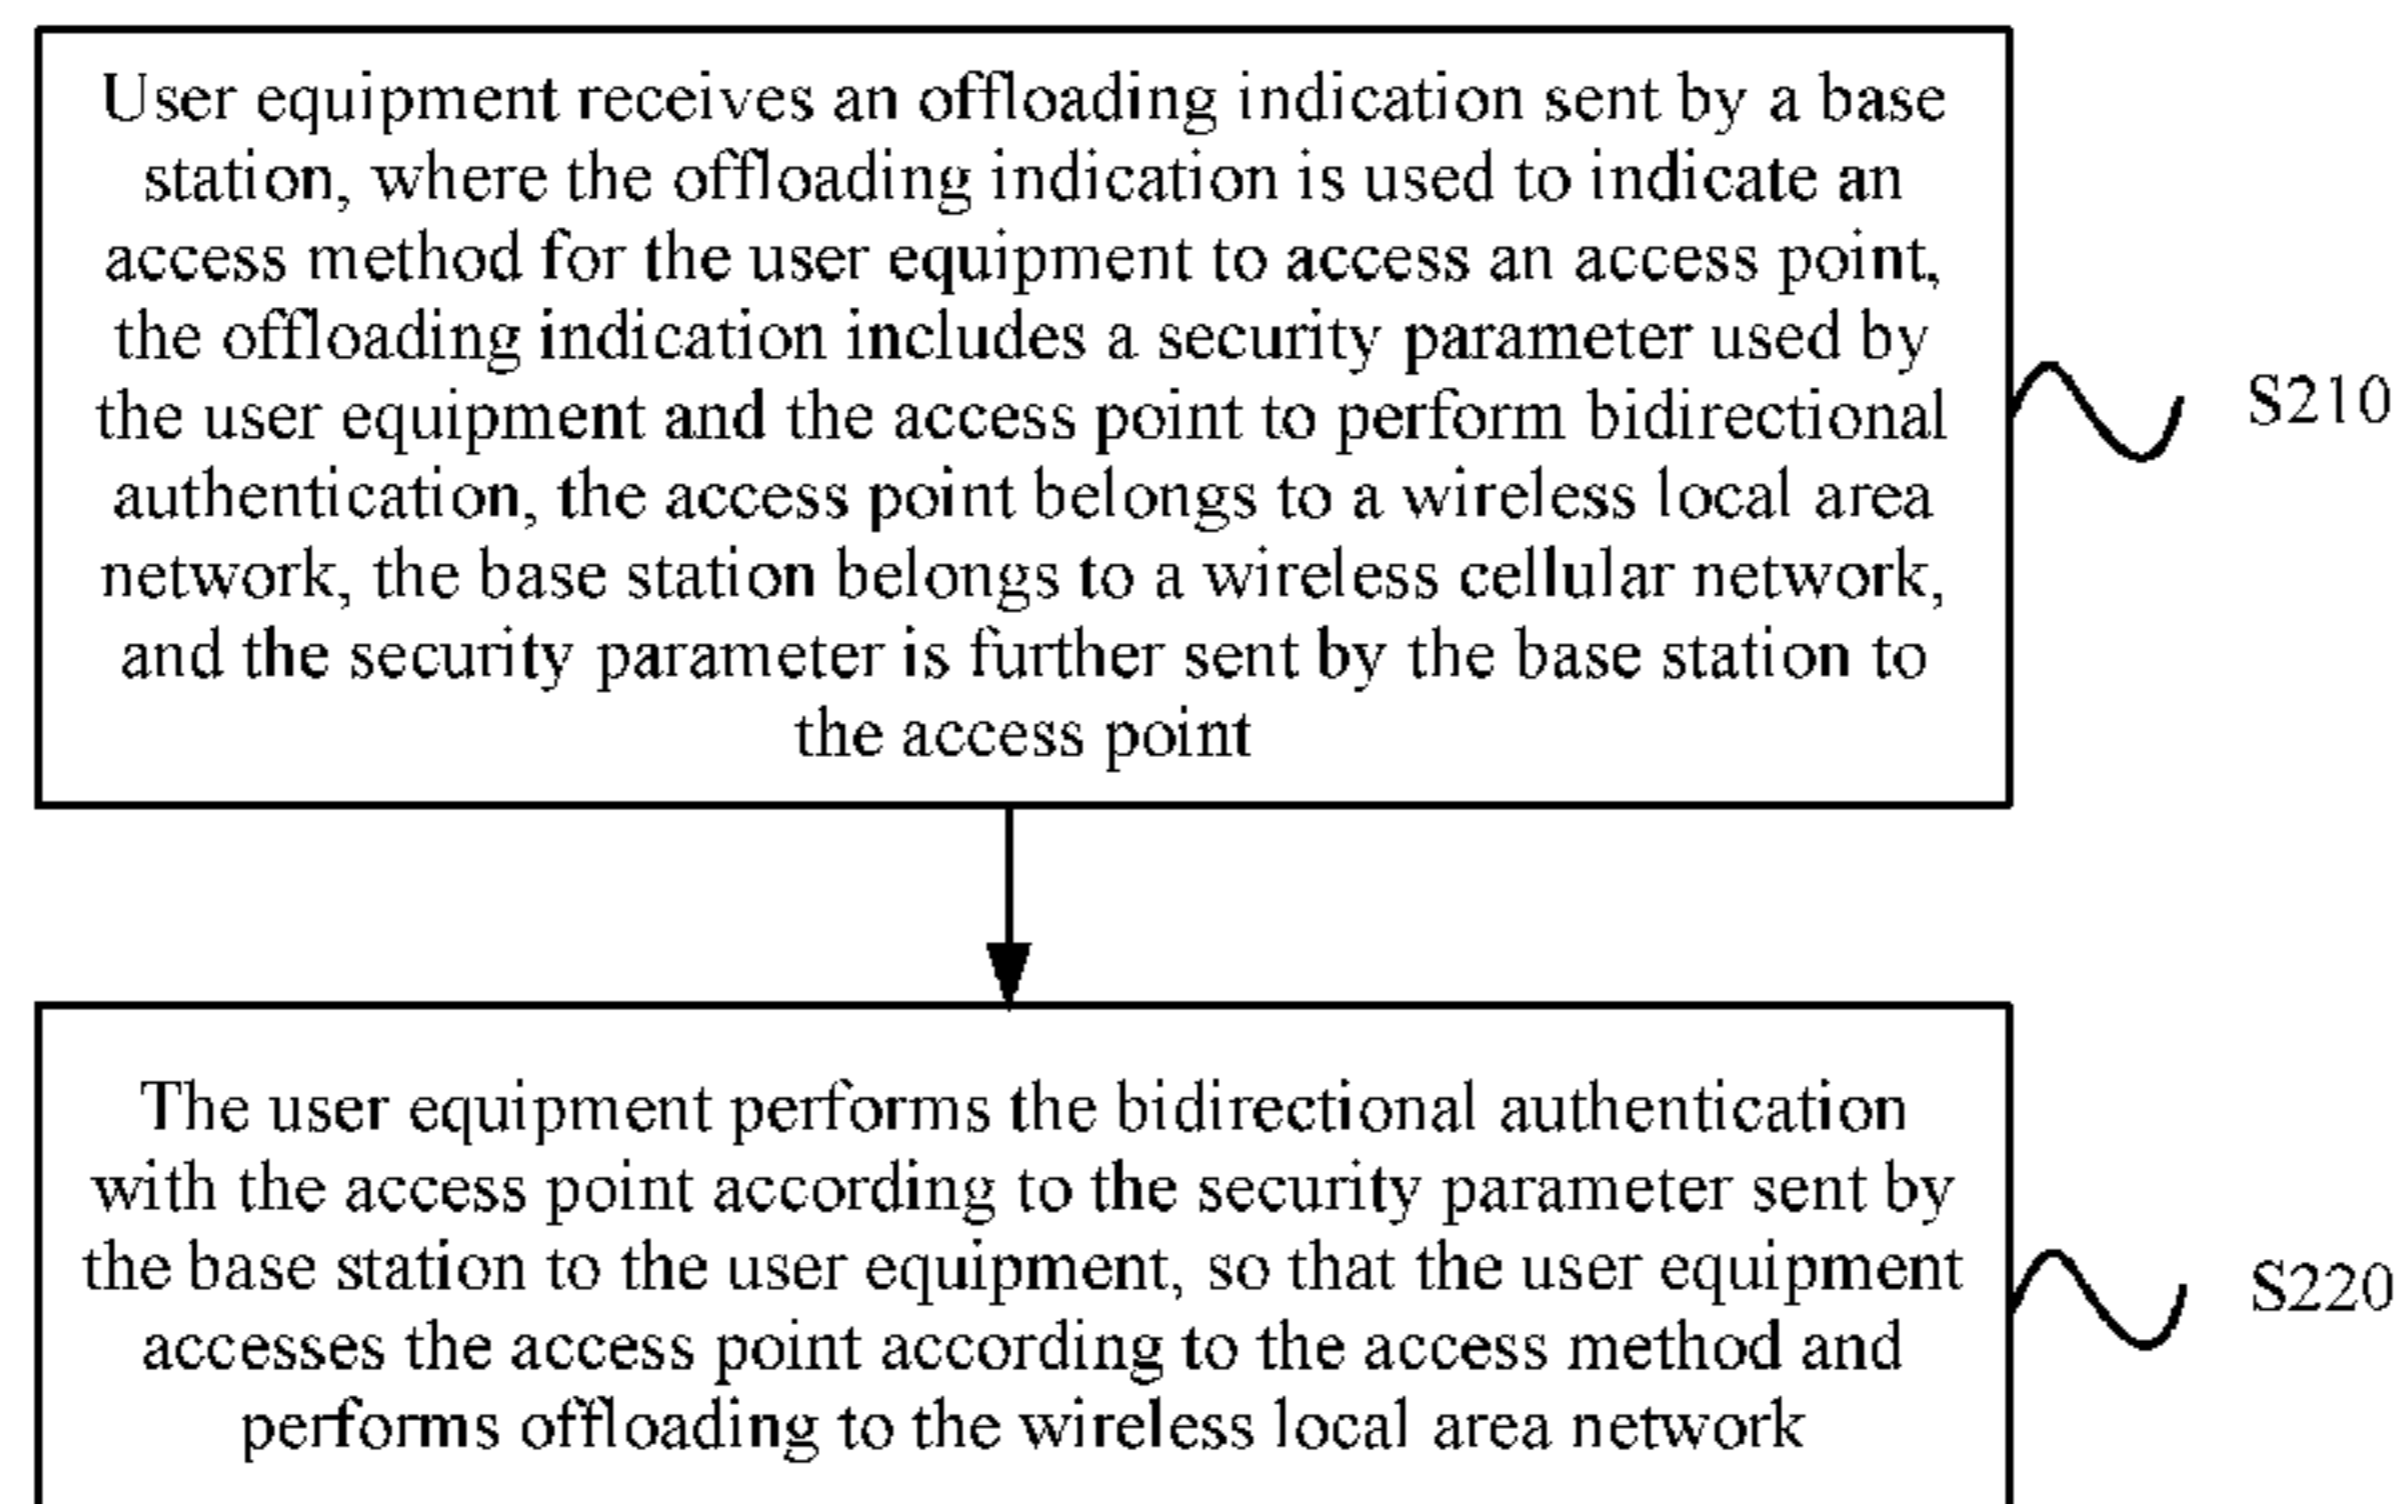 User equipment receives an offloading indication sent by a base
station, where the offloading indication is used to indicate an
access method for the user equipment to access an access point,
the offloading indication includes a security parameter used by
the user equipment and the access point to perform bidirectional
authentication, the access point belongs to a wireless local area
network, the base station belongs to a wireless cellular network,
and the security parameter is further sent by the base station to
the access point
S210
The user equipment performs the bidirectional authentication
with the access point according to the security parameter sent by
the base station to the user equipment, so that the user equipment
accesses the access point according to the access method and
performs offloading to the wireless local area network
S220